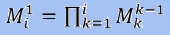 M_i^1 = ∏_{k=1}^i M_k^{k-1}